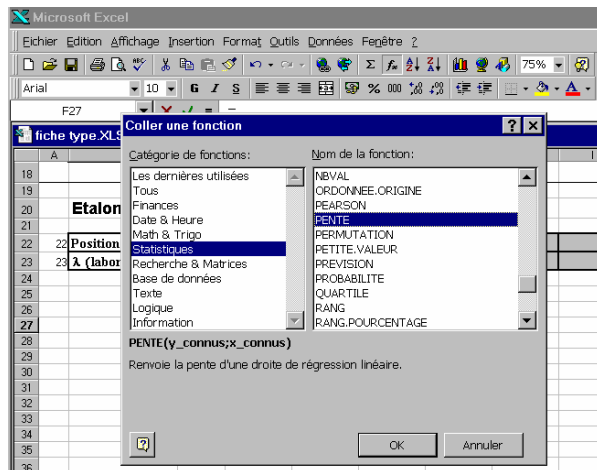 Microsoft Excel
Eichier Edition Affichage Insertion Format Outils Données Fenêtre ?
75%
Arial 10 G I S % 000
F27 =
fiche type.XLS
Coller une fonction
Catégorie de fonctions: Nom de la fonction:
Les dernières utilisées
Tous
Finances
Date & Heure
Math & Trigo
Statistiques
Recherche & Matrices
Base de données
Texte
Logique
Information
NBVAL
ORDONNEE.ORIGINE
PEARSON
PENTE
PERMUTATION
PETITE.VALEUR
PREVISION
PROBABILITE
QUARTILE
RANG
RANG.POURCENTAGE
PENTE(y_connus;x_connus)
Renvoie la pente d'une droite de régression linéaire.
OK Annuler
A I
18
19
20 Etalon
21
22 22 Position
23 23 λ (labor
24
25
26
27
28
29
30
31
32
33
34
35
36